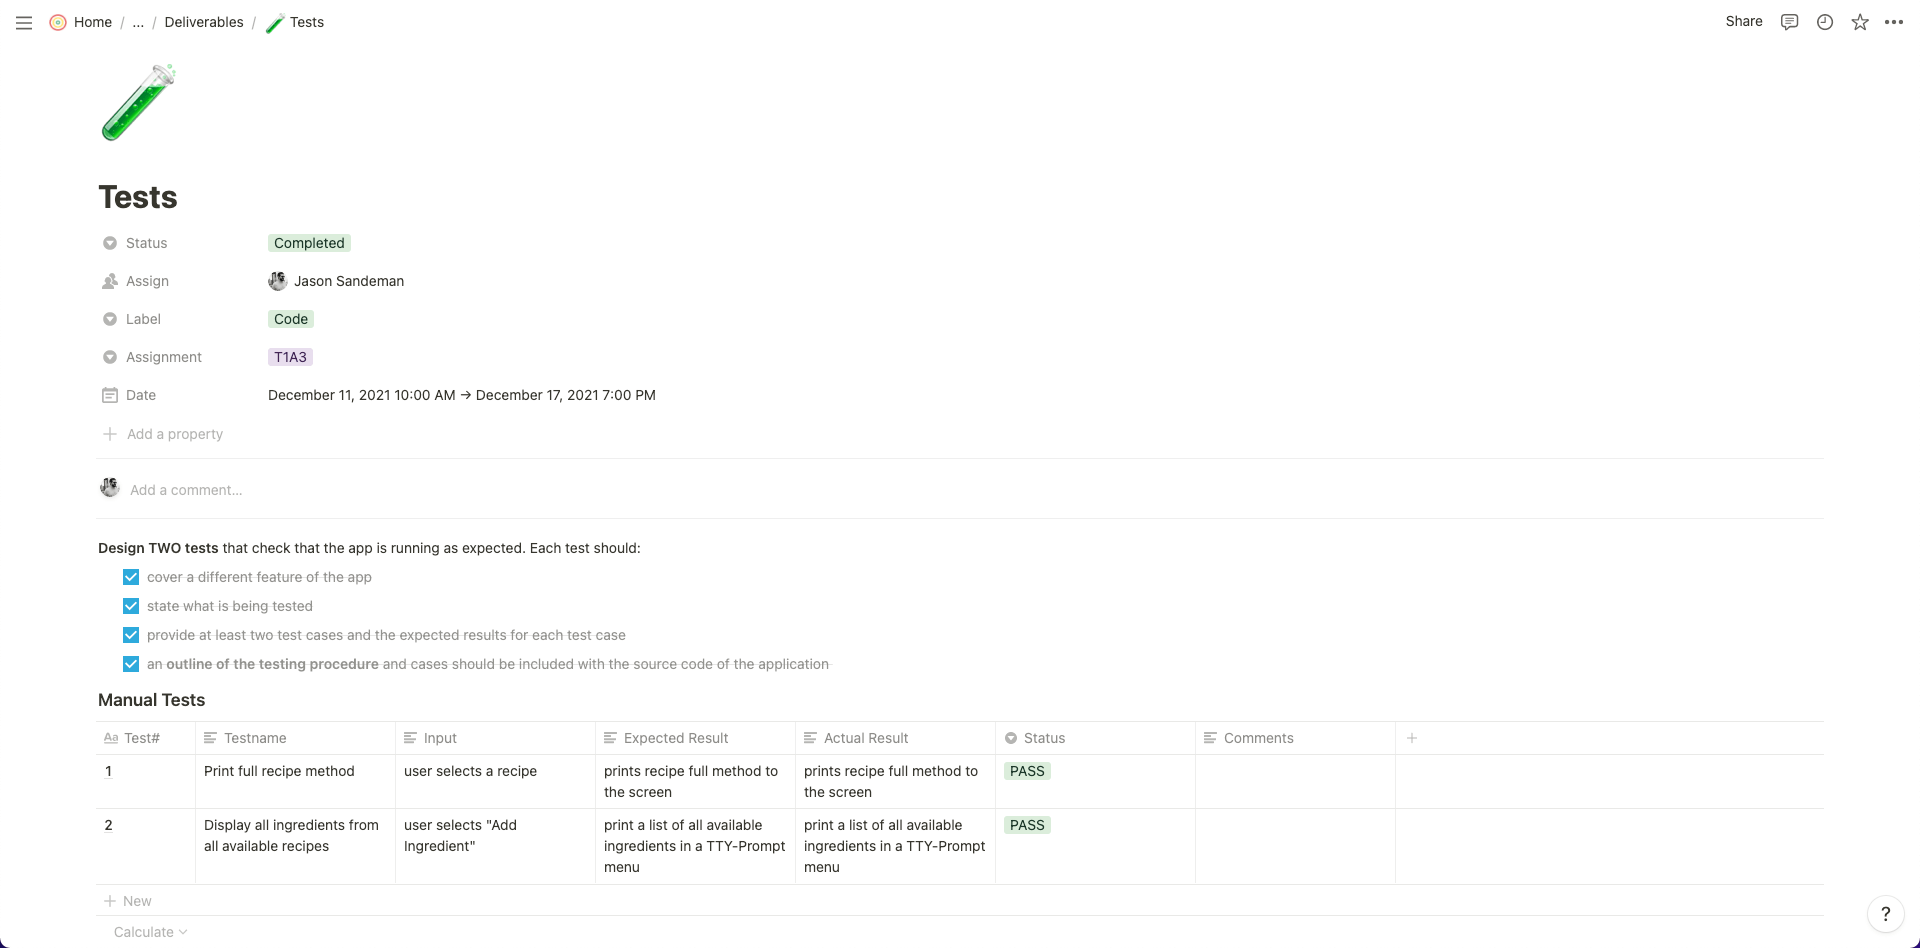 Home / ... / Deliverables / Tests
Share
Tests
Status Completed
Assign Jason Sandeman
Label Code
Assignment T1A3
Date December 11, 2021 10:00 AM → December 17, 2021 7:00 PM
Add a property
Add a comment...
Design TWO tests that check that the app is running as expected. Each test should:
cover a different feature of the app
state what is being tested
provide at least two test cases and the expected results for each test case
an outline of the testing procedure and cases should be included with the source code of the application
Manual Tests
Aa Test# Testname Input Expected Result Actual Result Status Comments
1 Print full recipe method user selects a recipe prints recipe full method to prints recipe full method to PASS
the screen the screen
2 Display all ingredients from user selects "Add print a list of all available print a list of all available PASS
all available recipes Ingredient" ingredients in a TTY-Prompt ingredients in a TTY-Prompt
menu menu
New
Calculate
?